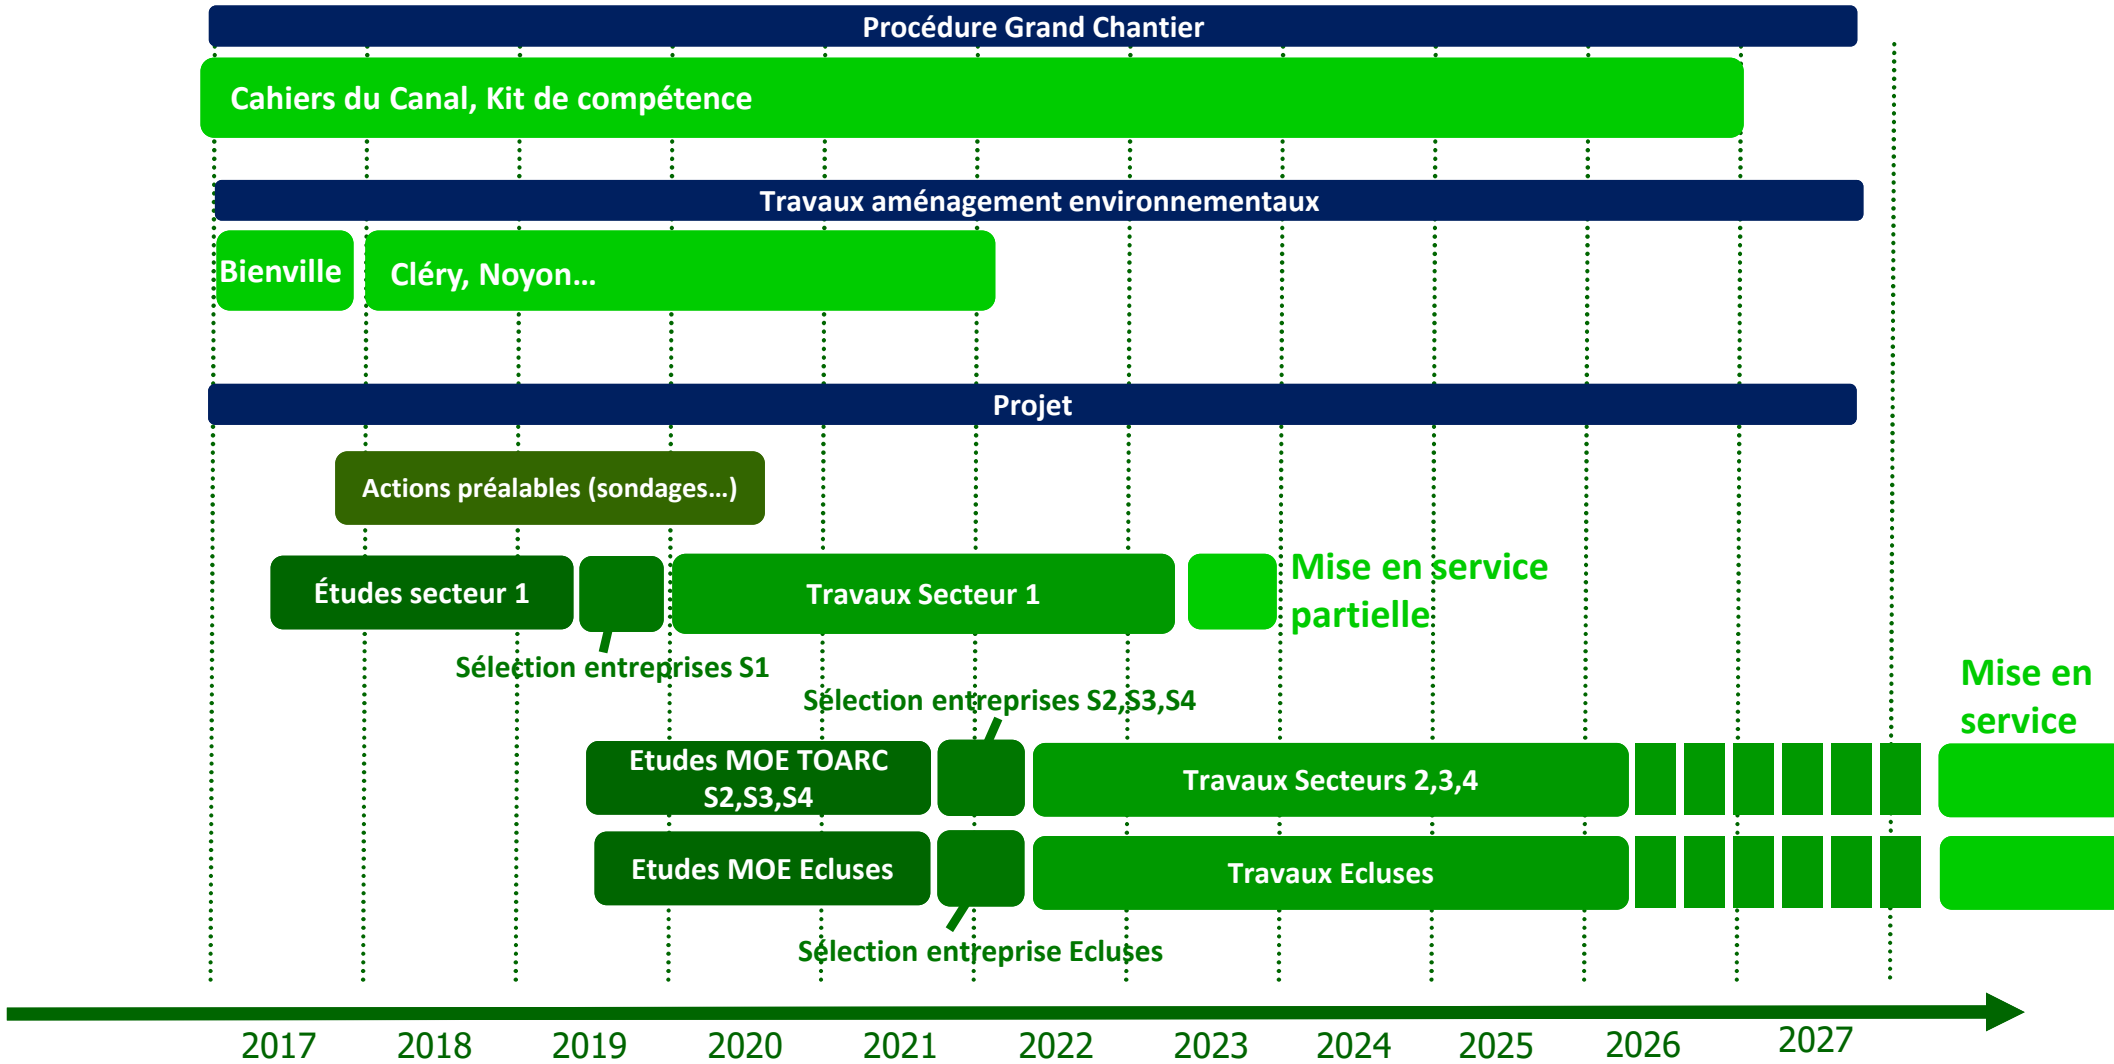 Procédure Grand Chantier
Cahiers du Canal, Kit de compétence
Travaux aménagement environnementaux
Bienville
Cléry, Noyon…
Projet
Actions préalables (sondages…)
Études secteur 1
Travaux Secteur 1
Mise en service
partielle
Sélection entreprises S1
Sélection entreprises S2,S3,S4
Mise en
service
Etudes MOE TOARC
S2,S3,S4
Travaux Secteurs 2,3,4
Etudes MOE Ecluses
Travaux Ecluses
Sélection entreprise Ecluses
2017 2018 2019 2020 2021 2022 2023 2024 2025 2026 2027